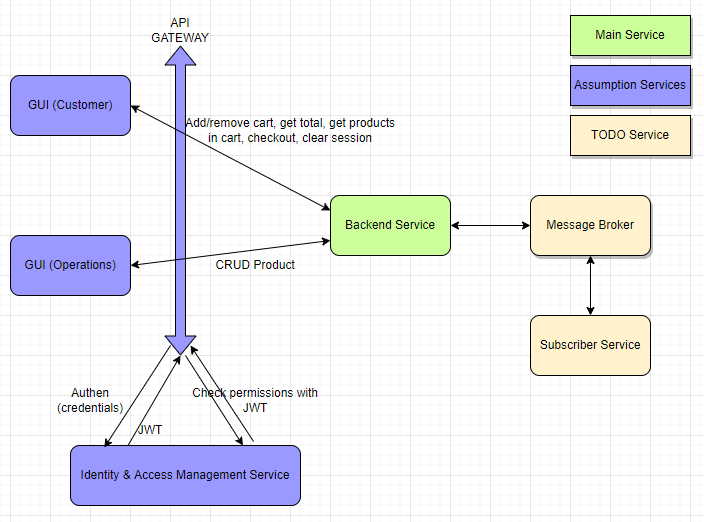 API
GATEWAY
Main Service
Assumption Services
TODO Service
GUI (Customer)
Add/remove cart, get total, get products
in cart, checkout, clear session
Backend Service
Message Broker
GUI (Operations)
CRUD Product
Subscriber Service
Authen
(credentials)
JWT
Check permissions with
JWT
Identity & Access Management Service